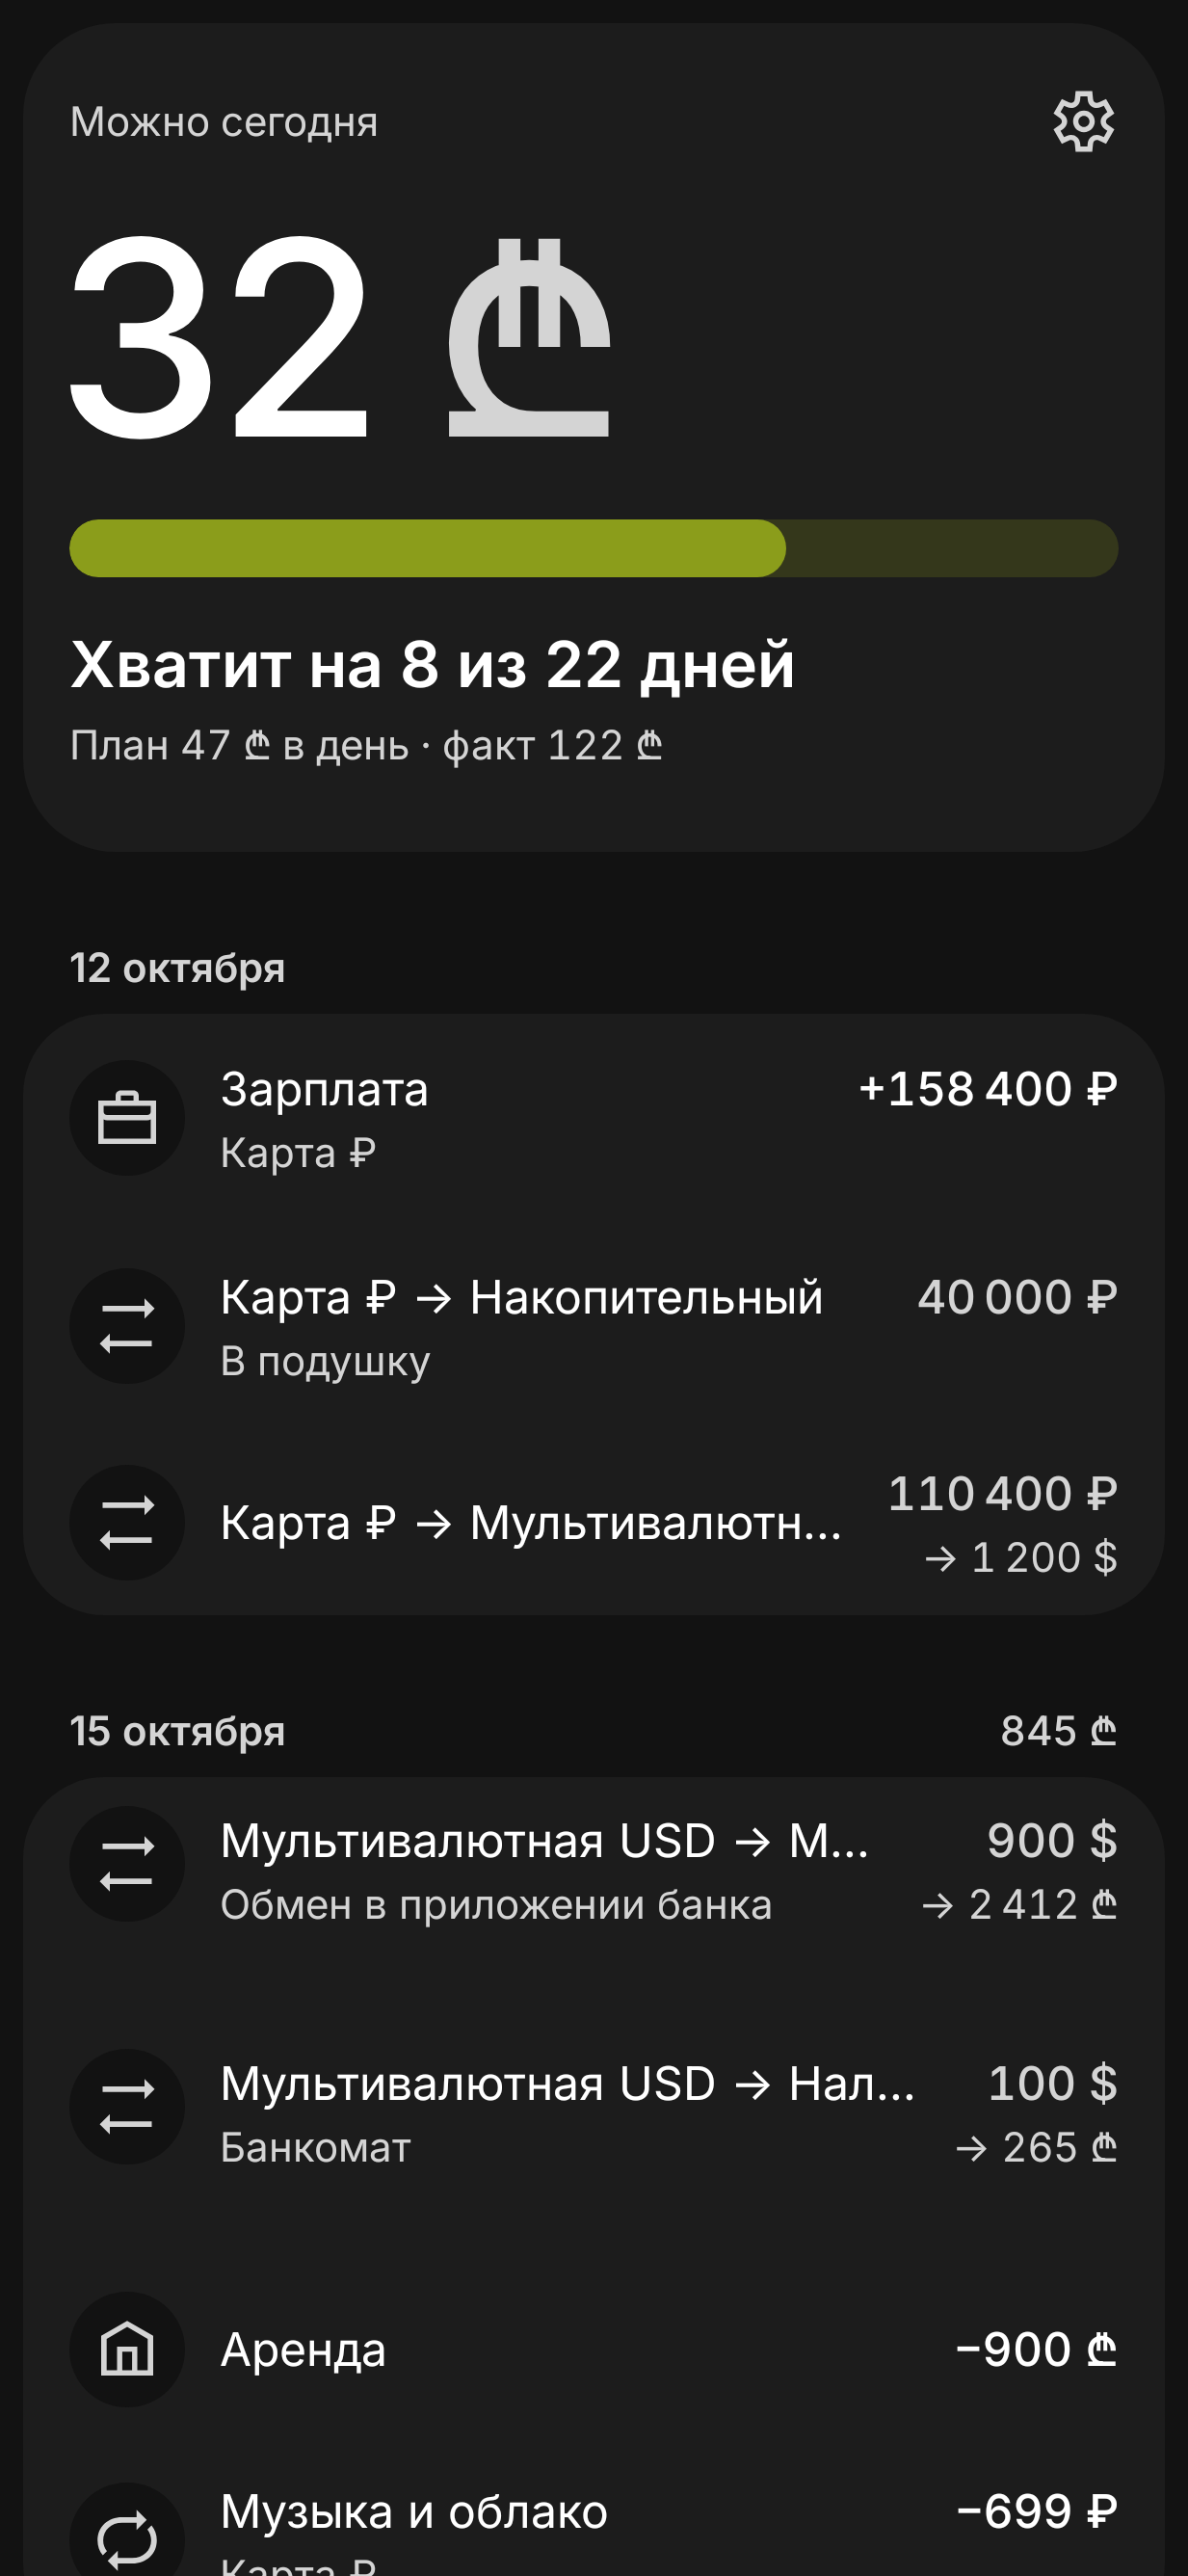 Можно сегодня
32 ₾
Хватит на 8 из 22 дней
План 47 ₾ в день · факт 122 ₾
12 октября
Зарплата +158 400 ₽
Карта ₽
Карта ₽ → Накопительный 40 000 ₽
В подушку
Карта ₽ → Мультивалютн… 110 400 ₽
→ 1 200 $
15 октября 845 ₾
Мультивалютная USD → М… 900 $
Обмен в приложении банка → 2 412 ₾
Мультивалютная USD → Нал… 100 $
Банкомат → 265 ₾
Аренда −900 ₾
Музыка и облако −699 ₽
Карта ₽